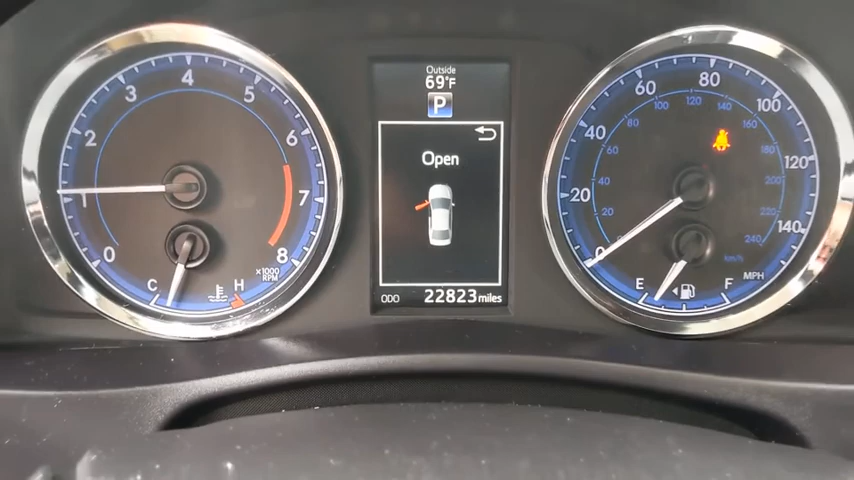 0 1 2 3 4 5 6 7 8
x1000
RPM
C H
Outside
69°F
P
Open
ODO 22823 miles
0 20 40 60 80 100 120 140
20 40 60 80 100 120 140 160 180 200 220 240
km/h
MPH
E F